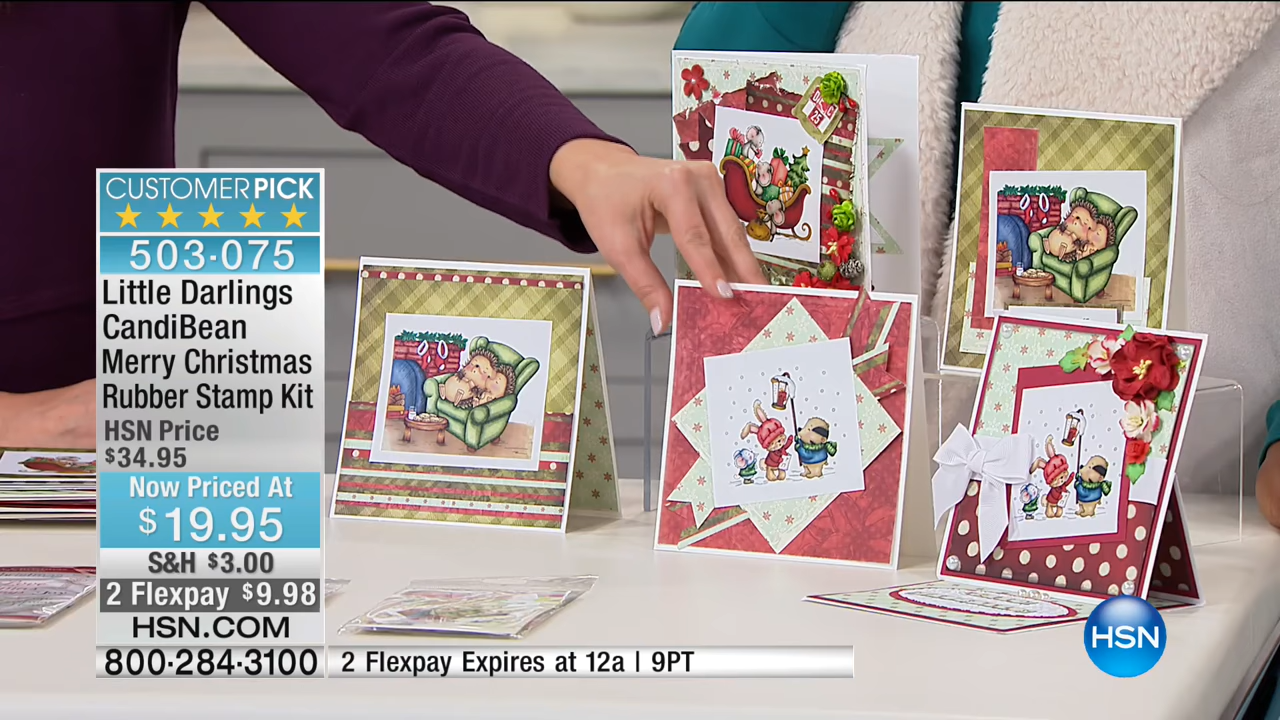 CUSTOMER PICK
503-075
Little Darlings
CandiBean
Merry Christmas
Rubber Stamp Kit
HSN Price
$34.95
Now Priced At
$19.95
S&H $3.00
2 Flexpay $9.98
HSN.COM
800-284-3100
2 Flexpay Expires at 12a | 9PT
HSN
DEC
25